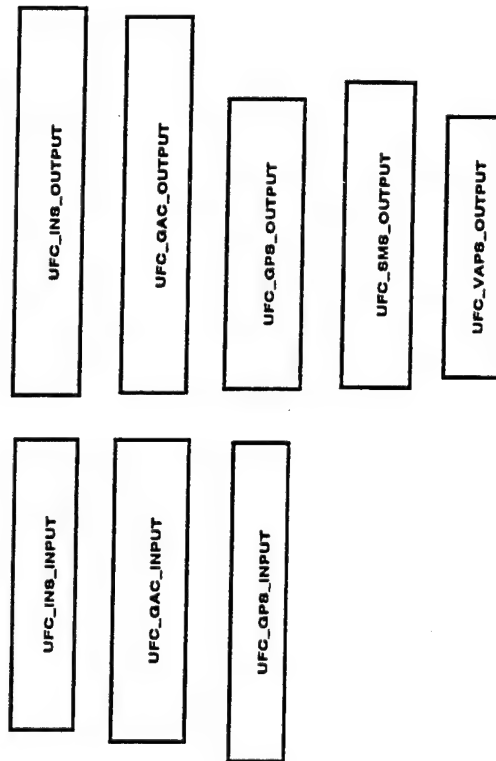 UFC_INS_OUTPUT
UFC_GAC_OUTPUT
UFC_GPS_OUTPUT
UFC_SMS_OUTPUT
UFC_VAPS_OUTPUT
UFC_INS_INPUT
UFC_GAC_INPUT
UFC_GPS_INPUT